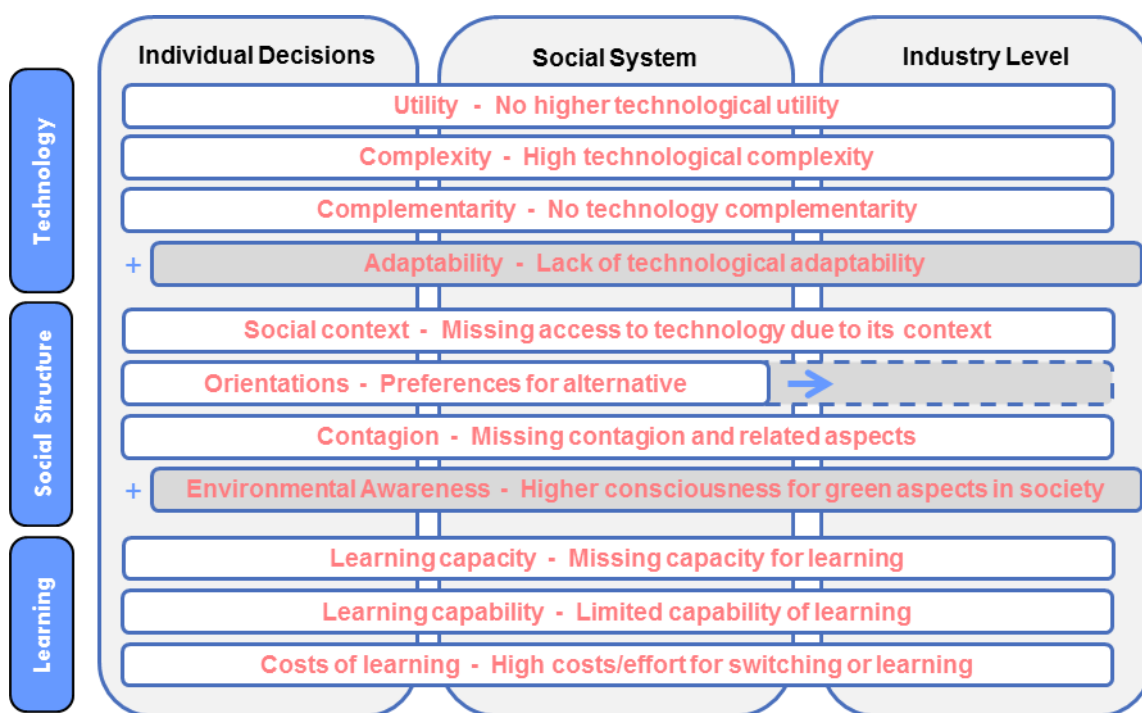 Individual Decisions
Social System
Industry Level
Technology
Utility - No higher technological utility
Complexity - High technological complexity
Complementarity - No technology complementarity
+ Adaptability - Lack of technological adaptability
Social Structure
Social context - Missing access to technology due to its context
Orientations - Preferences for alternative
Contagion - Missing contagion and related aspects
+ Environmental Awareness - Higher consciousness for green aspects in society
Learning
Learning capacity - Missing capacity for learning
Learning capability - Limited capability of learning
Costs of learning - High costs/effort for switching or learning